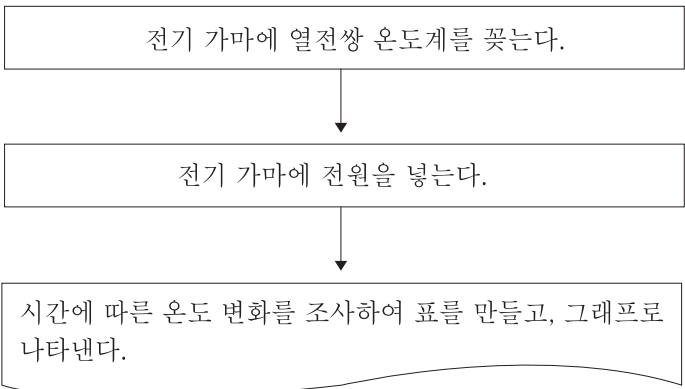 전기 가마에 열전쌍 온도계를 꽂는다.
전기 가마에 전원을 넣는다.
시간에 따른 온도 변화를 조사하여 표를 만들고, 그래프로
나타낸다.